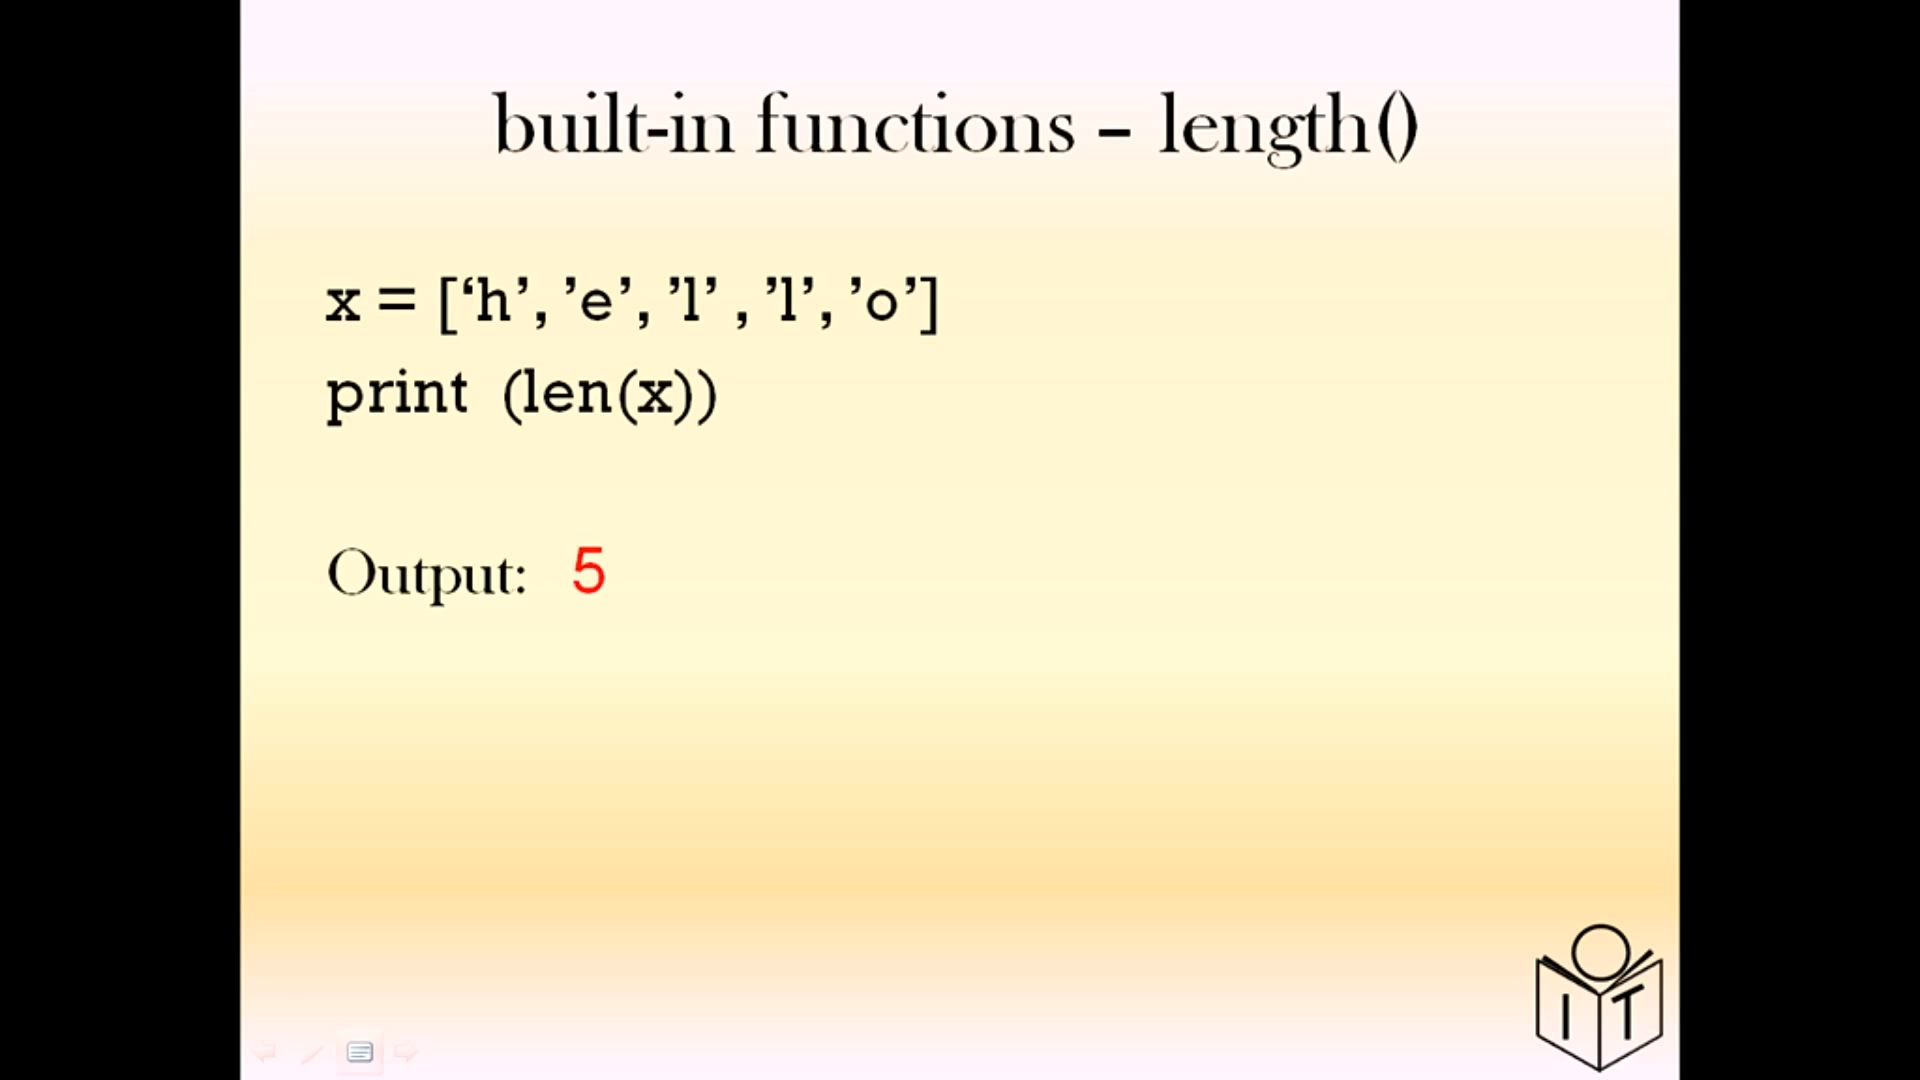 built-in functions – length()
x = [‘h’, ’e’, ’l’ , ’l’, ’o’]
print (len(x))
Output: 5
I T